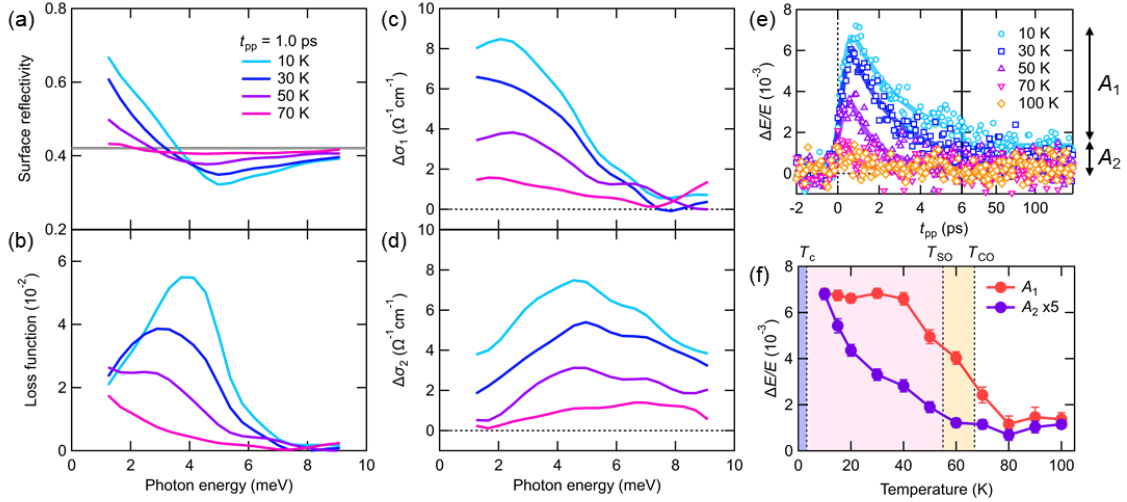 (a)
t_pp = 1.0 ps
10 K
30 K
50 K
70 K
Surface reflectivity
0.8
0.6
0.4
0.2
(b)
Loss function (10⁻²)
6
4
2
0
0 2 4 6 8 10
Photon energy (meV)
(c)
Δσ₁ (Ω⁻¹ cm⁻¹)
10
8
6
4
2
0
(d)
Δσ₂ (Ω⁻¹ cm⁻¹)
10
8
6
4
2
0
0 2 4 6 8 10
Photon energy (meV)
(e)
ΔE/E (10⁻³)
8
6
4
2
0
10 K
30 K
50 K
70 K
100 K
A₁
A₂
-2 0 2 4 6 50 100
t_pp (ps)
(f)
T_c T_SO T_CO
ΔE/E (10⁻³)
8
6
4
2
0
A₁
A₂ x5
0 20 40 60 80 100
Temperature (K)